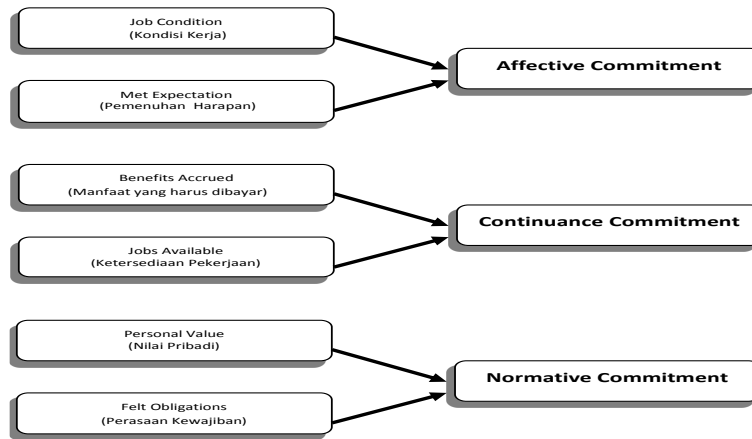 Job Condition
(Kondisi Kerja)
Affective Commitment
Met Expectation
(Pemenuhan Harapan)
Benefits Accrued
(Manfaat yang harus dibayar)
Continuance Commitment
Jobs Available
(Ketersediaan Pekerjaan)
Personal Value
(Nilai Pribadi)
Normative Commitment
Felt Obligations
(Perasaan Kewajiban)